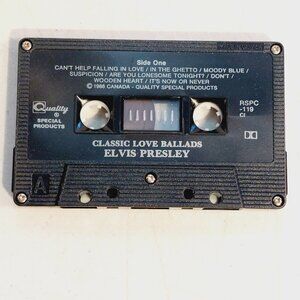 Side One
CAN'T HELP FALLING IN LOVE / IN THE GHETTO / MOODY BLUE /
SUSPICION / ARE YOU LONESOME TONIGHT? / DON'T /
WOODEN HEART / IT'S NOW OR NEVER
© 1986 CANADA - QUALITY SPECIAL PRODUCTS
Quality
SPECIAL
PRODUCTS
RSPC
-119
CI
CLASSIC LOVE BALLADS
ELVIS PRESLEY
A